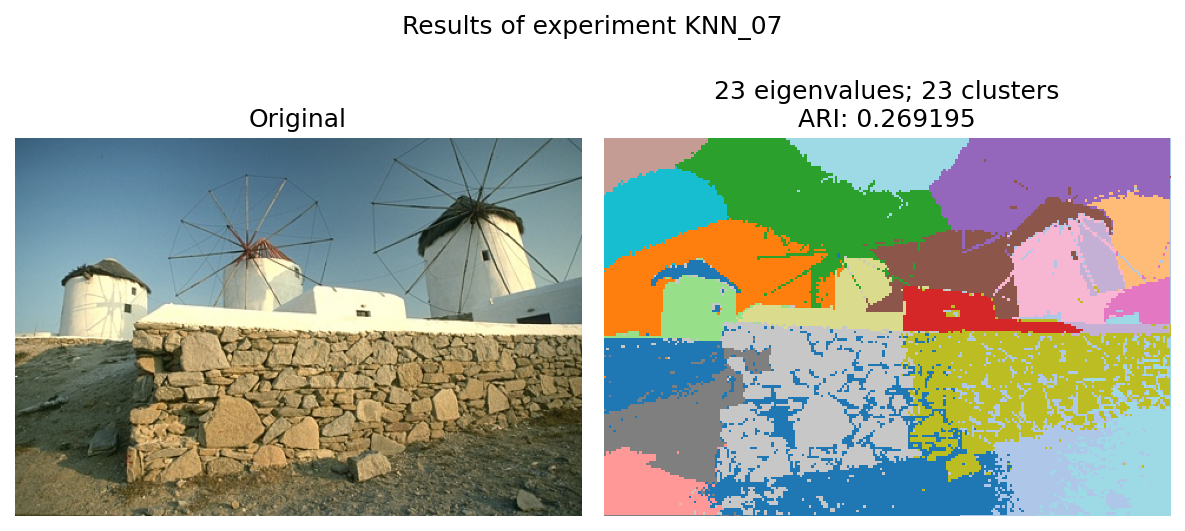 Results of experiment KNN_07
Original
23 eigenvalues; 23 clusters
ARI: 0.269195